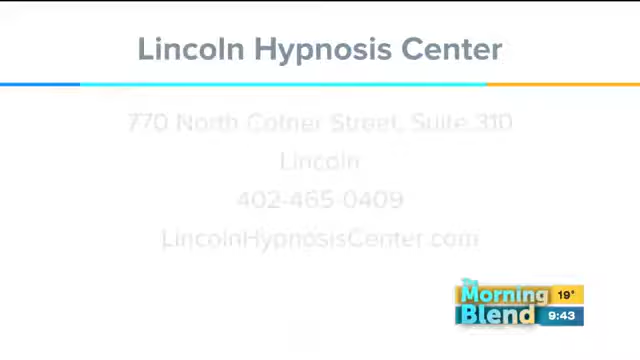 Lincoln Hypnosis Center
770 North Cotner Street, Suite 310
Lincoln
402-465-0409
LincolnHypnosisCenter.com
The
Morning 19°
Blend 9:43